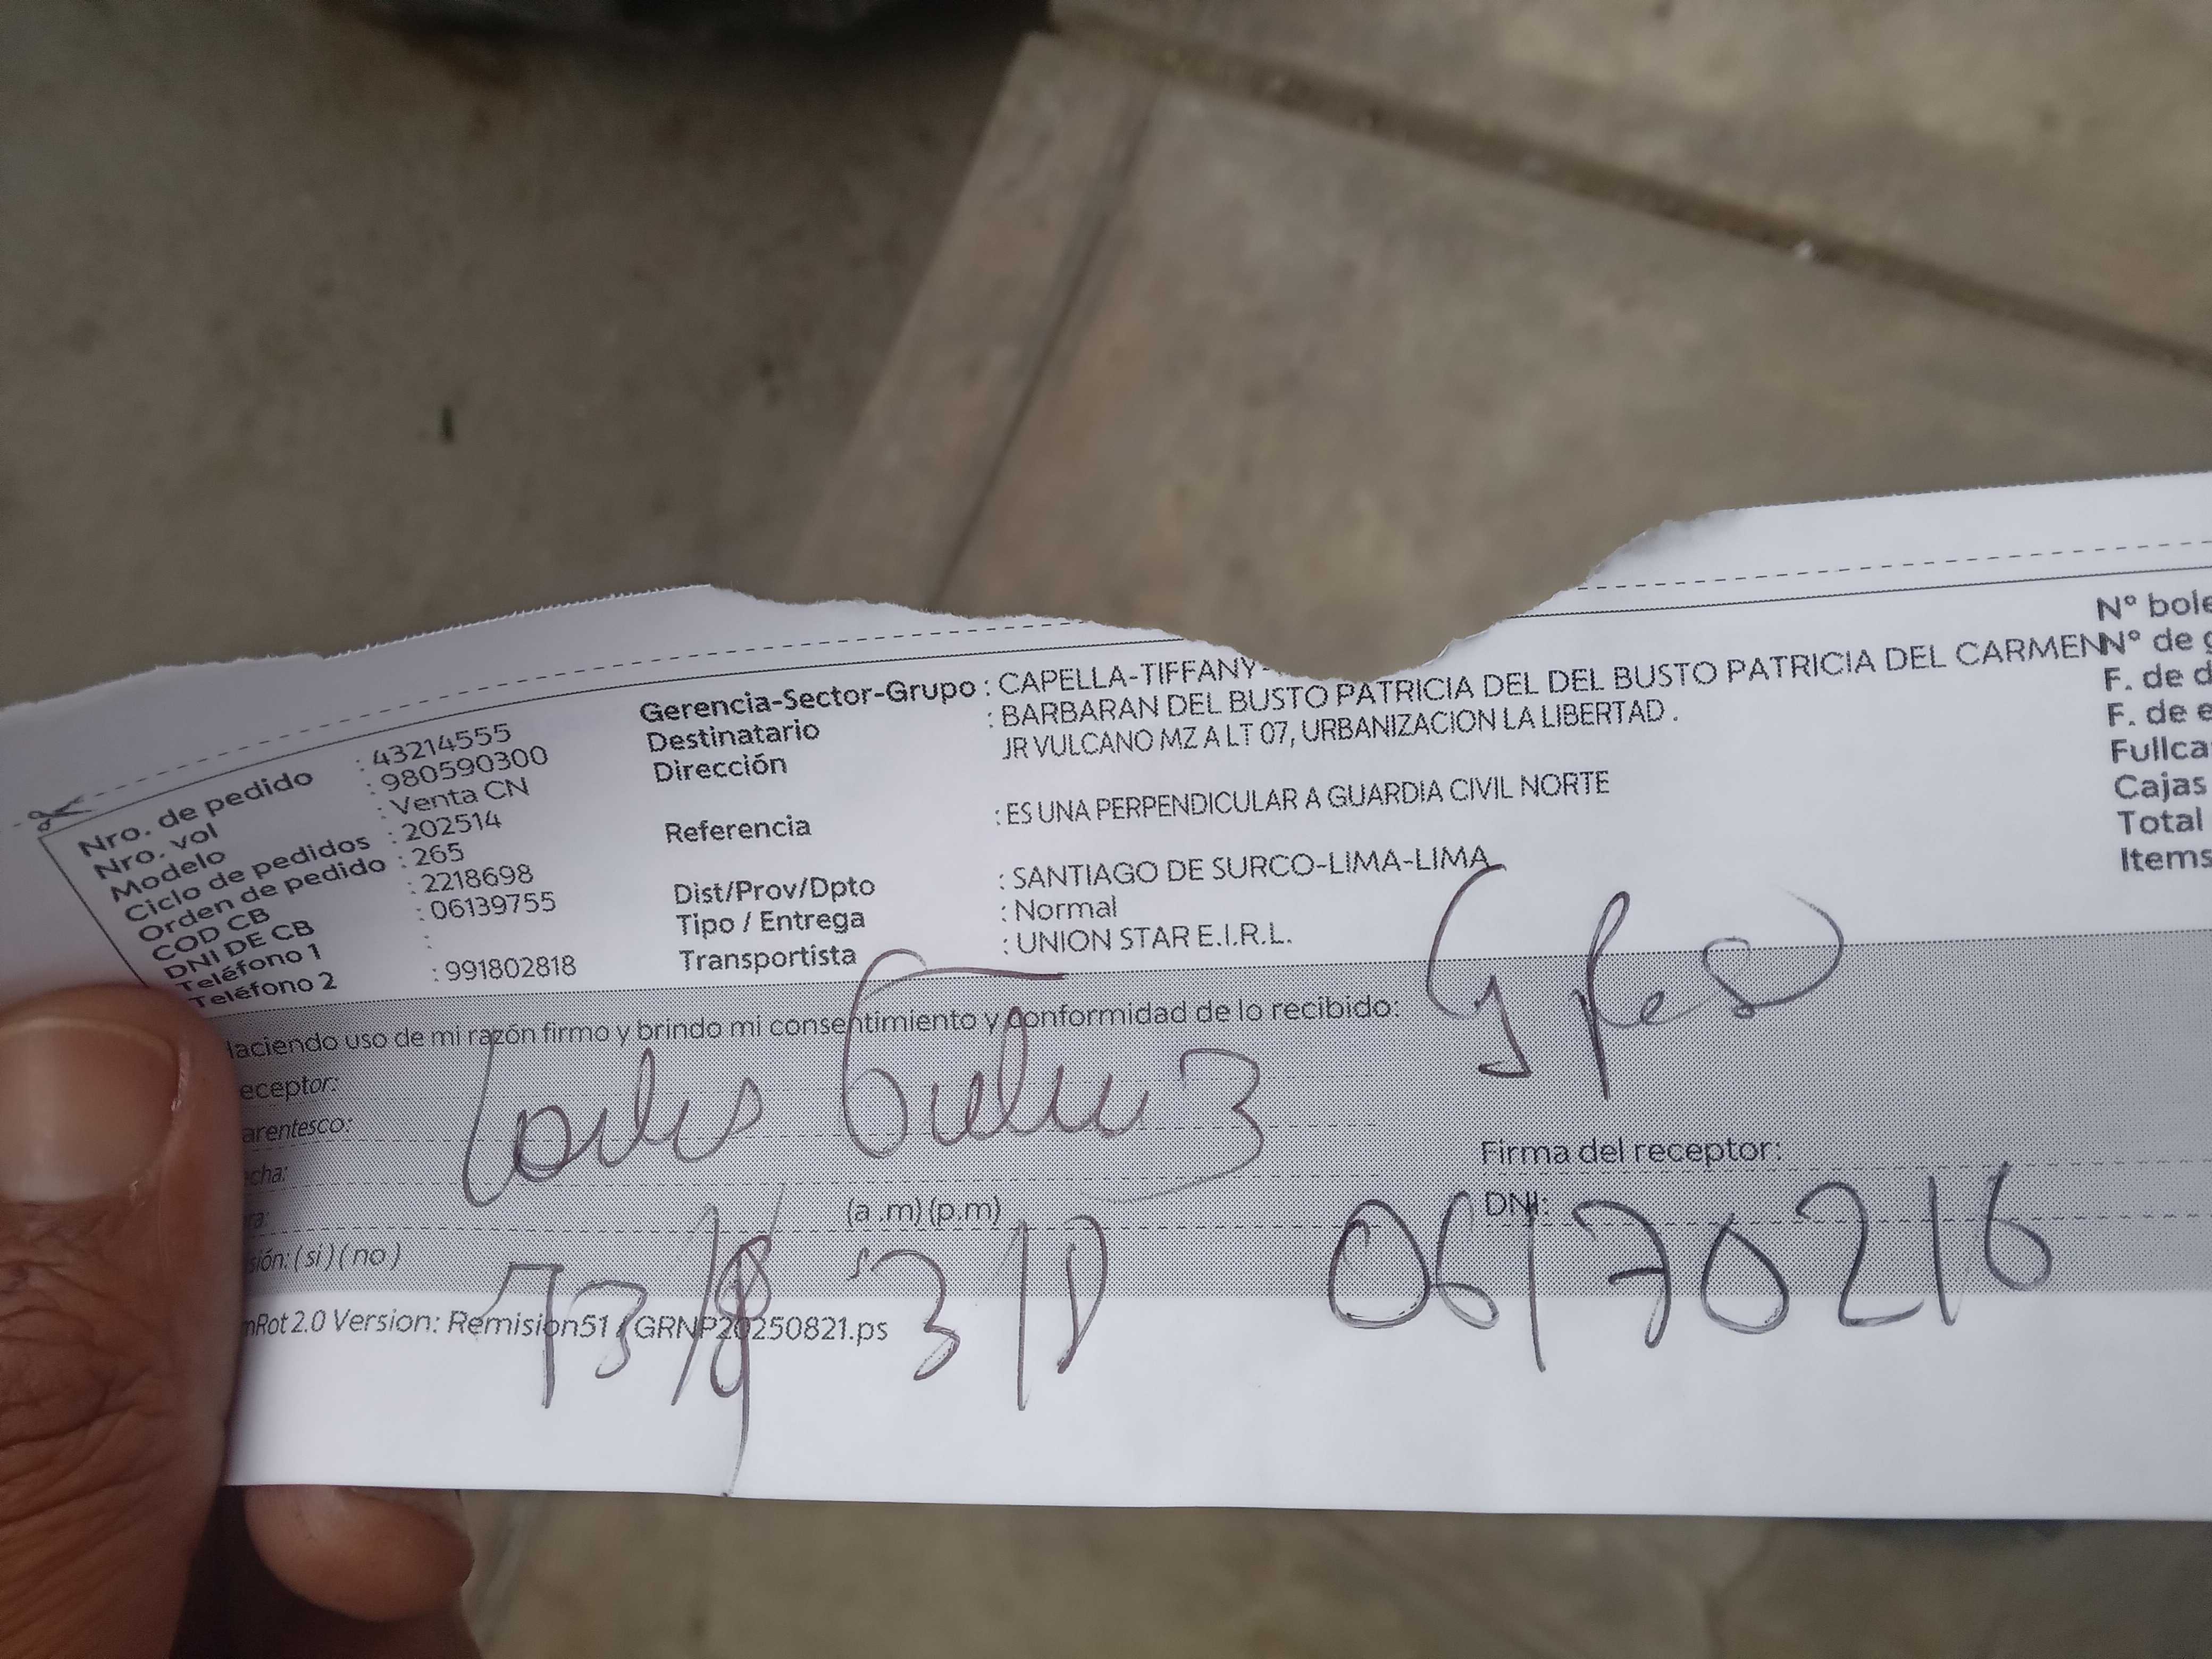 Nro. de pedido : 43214555
Nro. vol : 980590300
Modelo : Venta CN
Ciclo de pedidos : 202514
Orden de pedido : 265
COD CB : 2218698
DNI DE CB : 06139755
Teléfono 1 :
Teléfono 2 : 991802818
Gerencia-Sector-Grupo : CAPELLA-TIFFANY-
Destinatario : BARBARAN DEL BUSTO PATRICIA DEL DEL BUSTO PATRICIA DEL CARMEN
Dirección JR VULCANO MZ A LT 07, URBANIZACION LA LIBERTAD .
Referencia : ES UNA PERPENDICULAR A GUARDIA CIVIL NORTE
Dist/Prov/Dpto : SANTIAGO DE SURCO-LIMA-LIMA
Tipo / Entrega : Normal
Transportista : UNION STAR E.I.R.L.
N° bole
N° de g
F. de d
F. de e
Fullca
Cajas
Total
Items
Haciendo uso de mi razón firmo y brindo mi consentimiento y conformidad de lo recibido:
eceptor:
arentesco:
echa:
ra: (a .m) (p.m)
sión: ( si ) ( no )
Firma del receptor:
DNI: 06170216
mRot 2.0 Version: Remision51 / GRNP20250821.ps